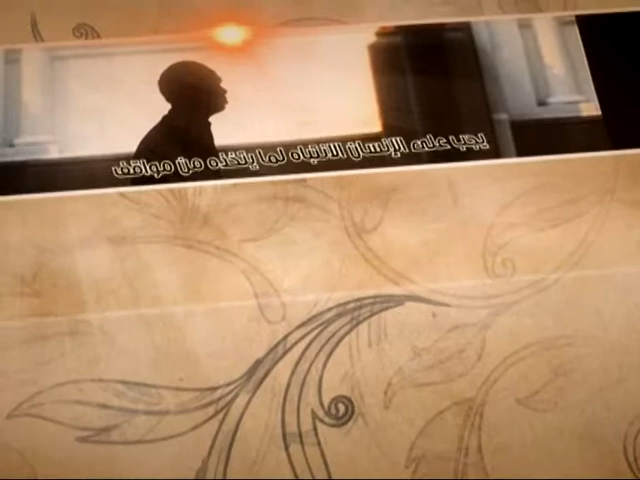 يجب على الإنسان الانتباه لما يتخذه من مواقف